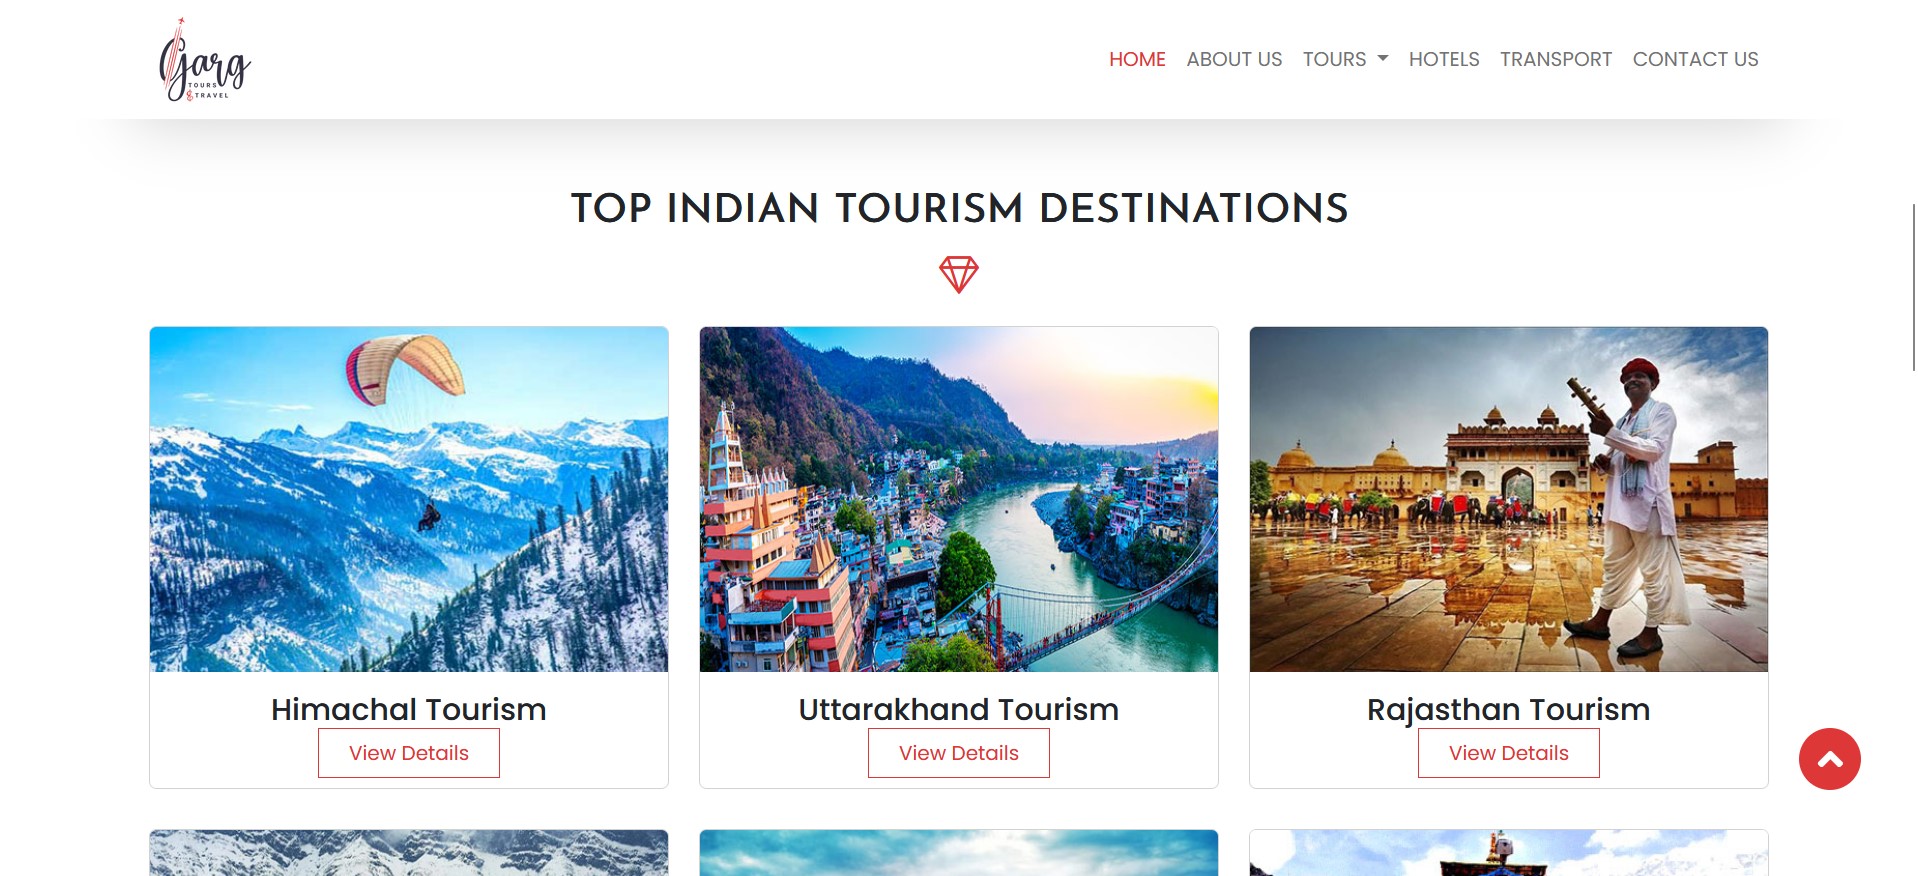 Garg
TOURS
& TRAVEL
HOME ABOUT US TOURS HOTELS TRANSPORT CONTACT US
TOP INDIAN TOURISM DESTINATIONS
Himachal Tourism
View Details
Uttarakhand Tourism
View Details
Rajasthan Tourism
View Details